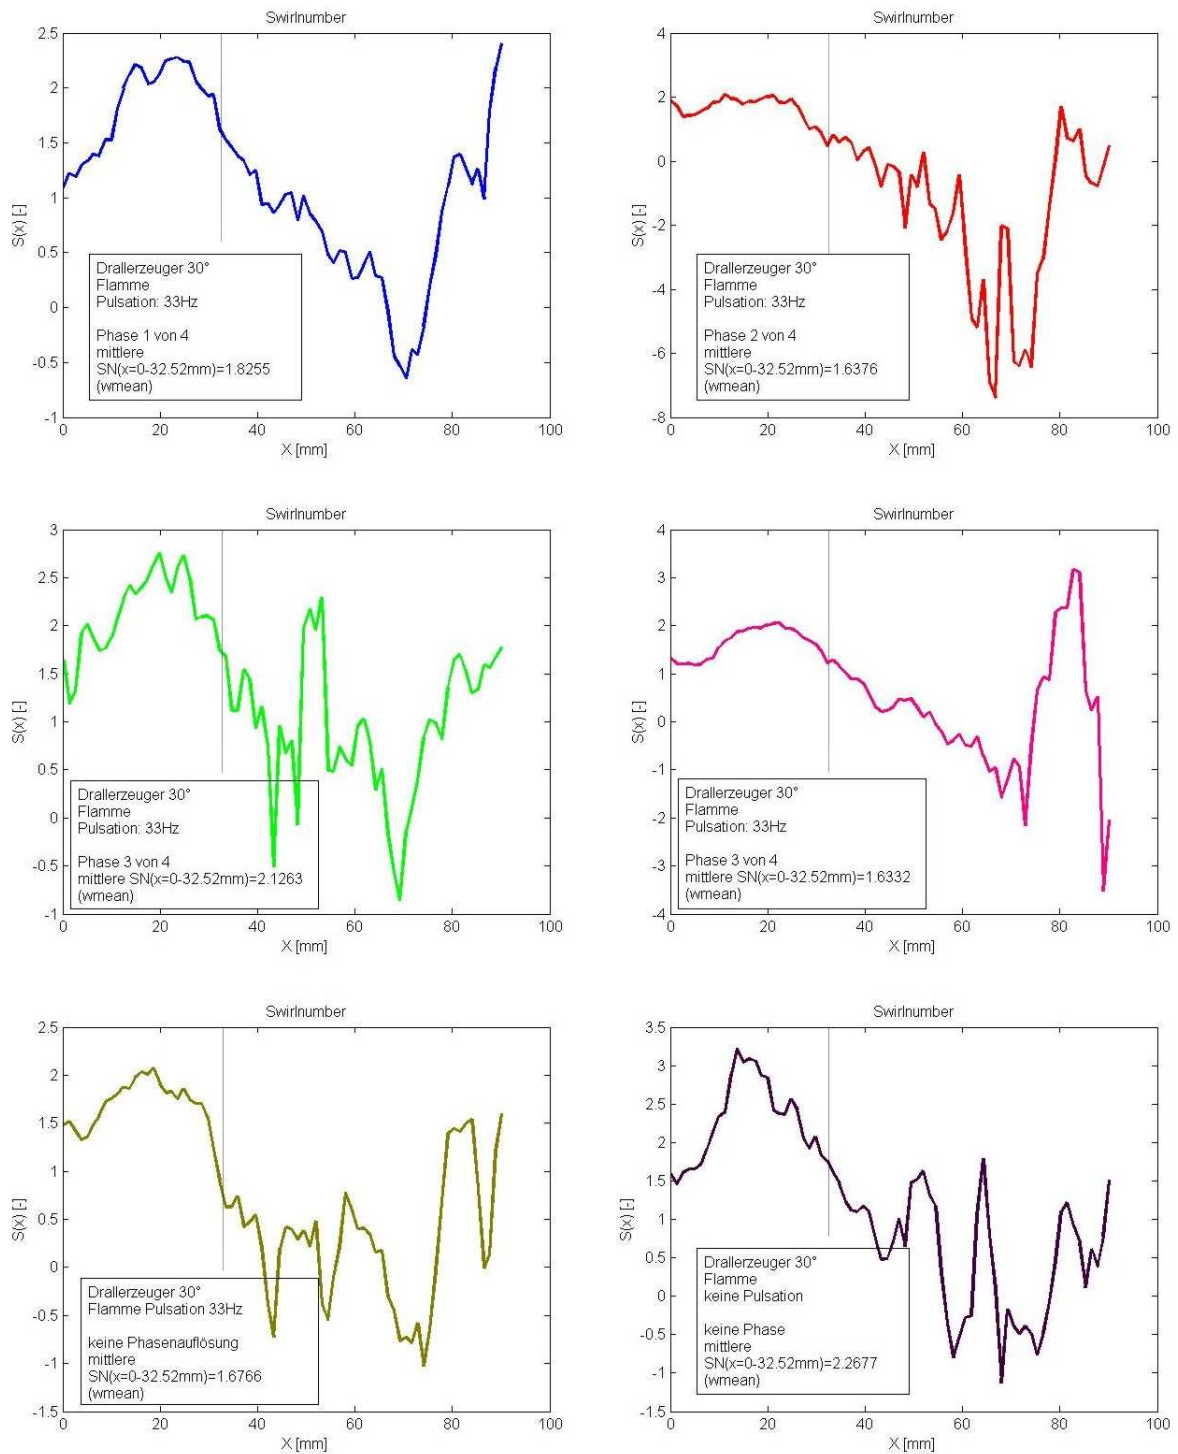 Swirlnumber
2.5
2
1.5
1
0.5
0
-0.5
-1
S(x) [-]
Drallerzeuger 30°
Flamme
Pulsation: 33Hz
Phase 1 von 4
mittlere
SN(x=0-32.52mm)=1.8255
(wmean)
0 20 40 60 80 100
X [mm]
Swirlnumber
4
2
0
-2
-4
-6
-8
S(x) [-]
Drallerzeuger 30°
Flamme
Pulsation: 33Hz
Phase 2 von 4
mittlere
SN(x=0-32.52mm)=1.6376
(wmean)
0 20 40 60 80 100
X [mm]
Swirlnumber
3
2.5
2
1.5
1
0.5
0
-0.5
-1
S(x) [-]
Drallerzeuger 30°
Flamme
Pulsation: 33Hz
Phase 3 von 4
mittlere SN(x=0-32.52mm)=2.1263
(wmean)
0 20 40 60 80 100
X [mm]
Swirlnumber
4
3
2
1
0
-1
-2
-3
-4
S(x) [-]
Drallerzeuger 30°
Flamme
Pulsation: 33Hz
Phase 3 von 4
mittlere SN(x=0-32.52mm)=1.6332
(wmean)
0 20 40 60 80 100
X [mm]
Swirlnumber
2.5
2
1.5
1
0.5
0
-0.5
-1
-1.5
S(x) [-]
Drallerzeuger 30°
Flamme Pulsation 33Hz
keine Phasenauflösung
mittlere
SN(x=0-32.52mm)=1.6766
(wmean)
0 20 40 60 80 100
X [mm]
Swirlnumber
3.5
3
2.5
2
1.5
1
0.5
0
-0.5
-1
-1.5
S(x) [-]
Drallerzeuger 30°
Flamme
keine Pulsation
keine Phase
mittlere
SN(x=0-32.52mm)=2.2677
(wmean)
0 20 40 60 80 100
X [mm]